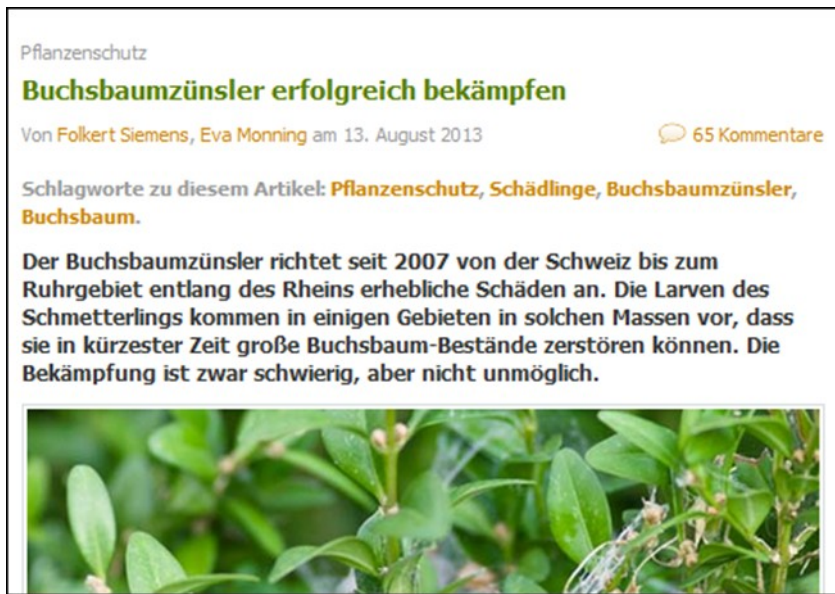 Pflanzenschutz
Buchsbaumzünsler erfolgreich bekämpfen
Von Folkert Siemens, Eva Monning am 13. August 2013 65 Kommentare
Schlagworte zu diesem Artikel: Pflanzenschutz, Schädlinge, Buchsbaumzünsler,
Buchsbaum.
Der Buchsbaumzünsler richtet seit 2007 von der Schweiz bis zum
Ruhrgebiet entlang des Rheins erhebliche Schäden an. Die Larven des
Schmetterlings kommen in einigen Gebieten in solchen Massen vor, dass
sie in kürzester Zeit große Buchsbaum-Bestände zerstören können. Die
Bekämpfung ist zwar schwierig, aber nicht unmöglich.